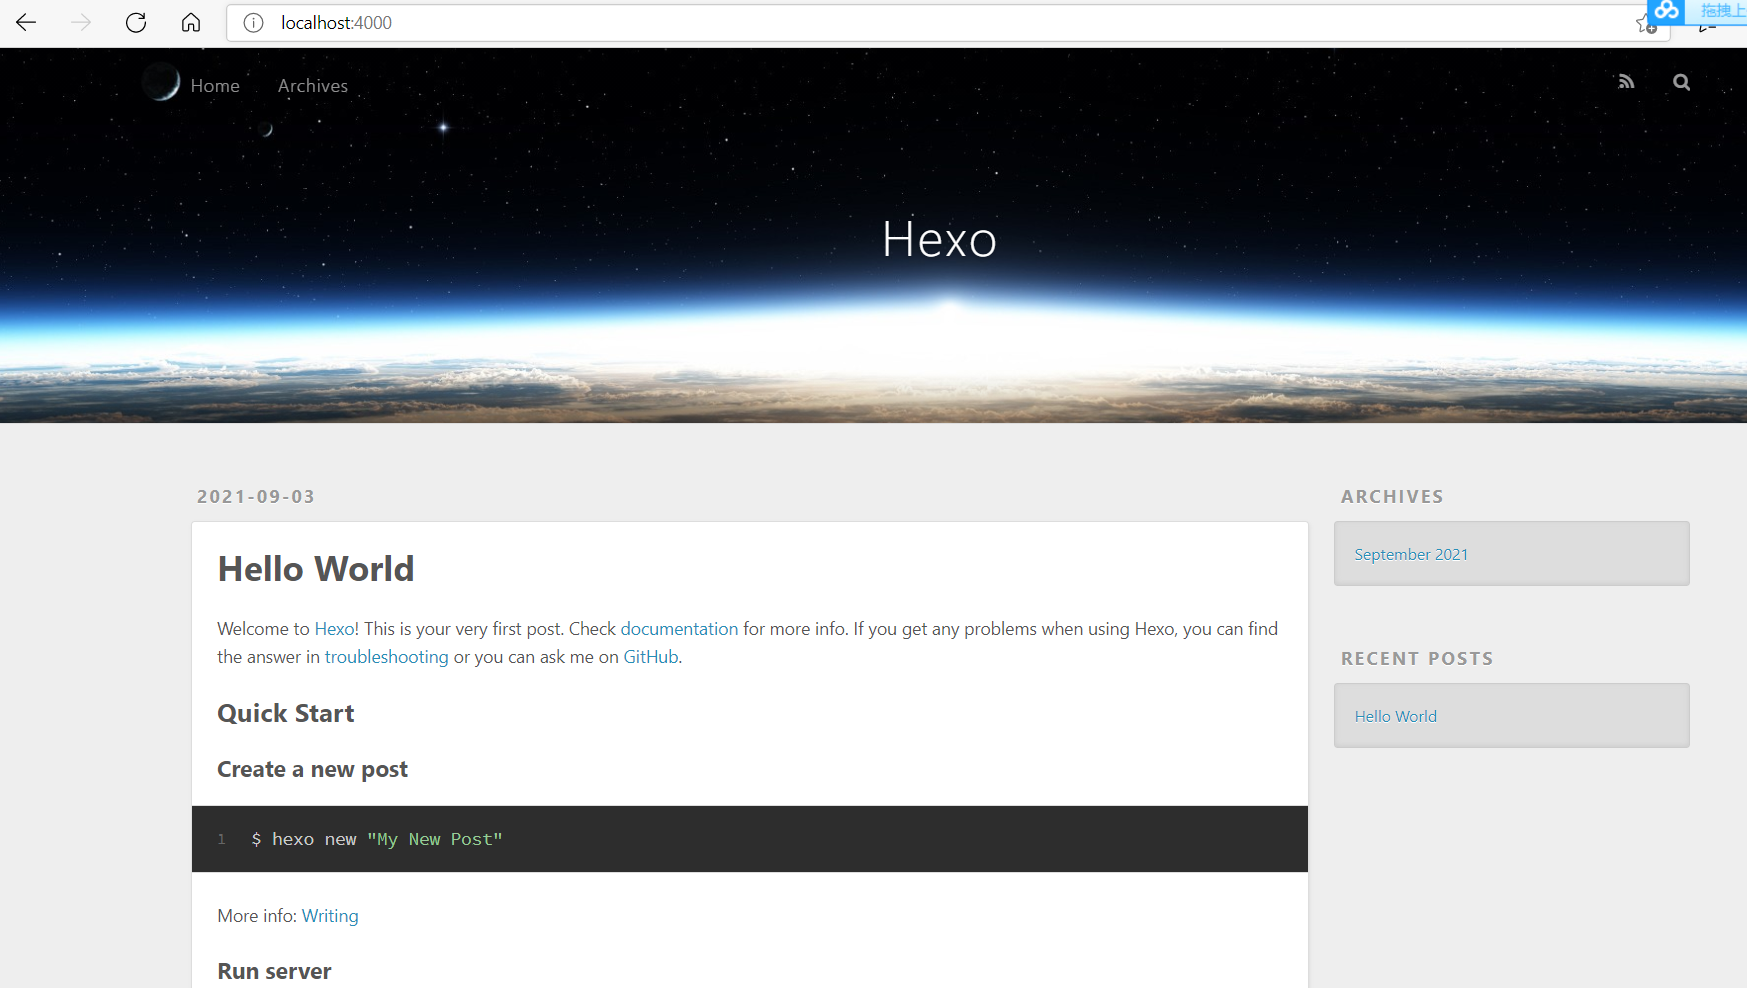 localhost:4000
拖拽上
Home Archives
Hexo
2021-09-03
Hello World
Welcome to Hexo! This is your very first post. Check documentation for more info. If you get any problems when using Hexo, you can find
the answer in troubleshooting or you can ask me on GitHub.
Quick Start
Create a new post
1 $ hexo new "My New Post"
More info: Writing
Run server
ARCHIVES
September 2021
RECENT POSTS
Hello World